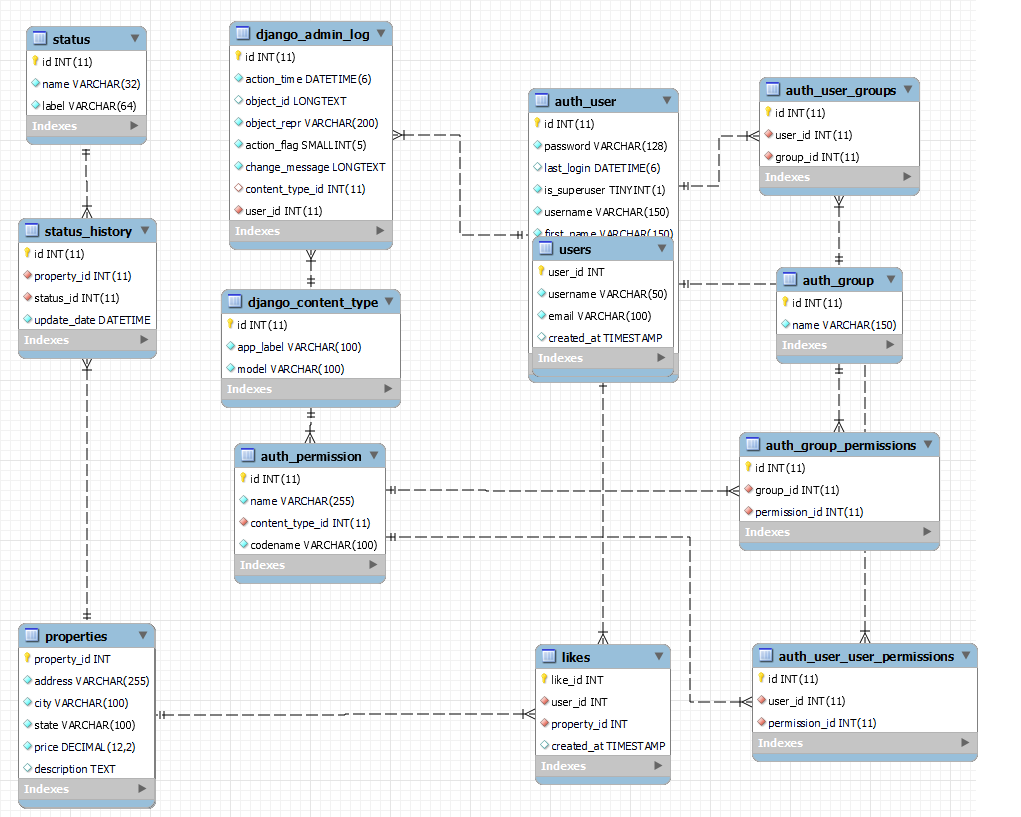 status
id INT(11)
name VARCHAR(32)
label VARCHAR(64)
Indexes
django_admin_log
id INT(11)
action_time DATETIME(6)
object_id LONGTEXT
object_repr VARCHAR(200)
action_flag SMALLINT(5)
change_message LONGTEXT
content_type_id INT(11)
user_id INT(11)
Indexes
auth_user
id INT(11)
password VARCHAR(128)
last_login DATETIME(6)
is_superuser TINYINT(1)
username VARCHAR(150)
first_name VARCHAR(150)
users
user_id INT
username VARCHAR(50)
email VARCHAR(100)
created_at TIMESTAMP
Indexes
auth_user_groups
id INT(11)
user_id INT(11)
group_id INT(11)
Indexes
status_history
id INT(11)
property_id INT(11)
status_id INT(11)
update_date DATETIME
Indexes
django_content_type
id INT(11)
app_label VARCHAR(100)
model VARCHAR(100)
Indexes
auth_group
id INT(11)
name VARCHAR(150)
Indexes
auth_permission
id INT(11)
name VARCHAR(255)
content_type_id INT(11)
codename VARCHAR(100)
Indexes
auth_group_permissions
id INT(11)
group_id INT(11)
permission_id INT(11)
Indexes
properties
property_id INT
address VARCHAR(255)
city VARCHAR(100)
state VARCHAR(100)
price DECIMAL(12,2)
description TEXT
Indexes
likes
like_id INT
user_id INT
property_id INT
created_at TIMESTAMP
Indexes
auth_user_user_permissions
id INT(11)
user_id INT(11)
permission_id INT(11)
Indexes